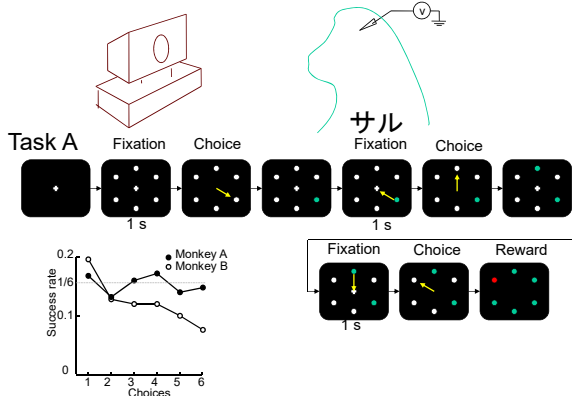 V
サル
Task A
Fixation
Choice
Fixation
Choice
1 s
1 s
Fixation
Choice
Reward
1 s
0.2
1/6
0.1
0
Success rate
Monkey A
Monkey B
1 2 3 4 5 6
Choices